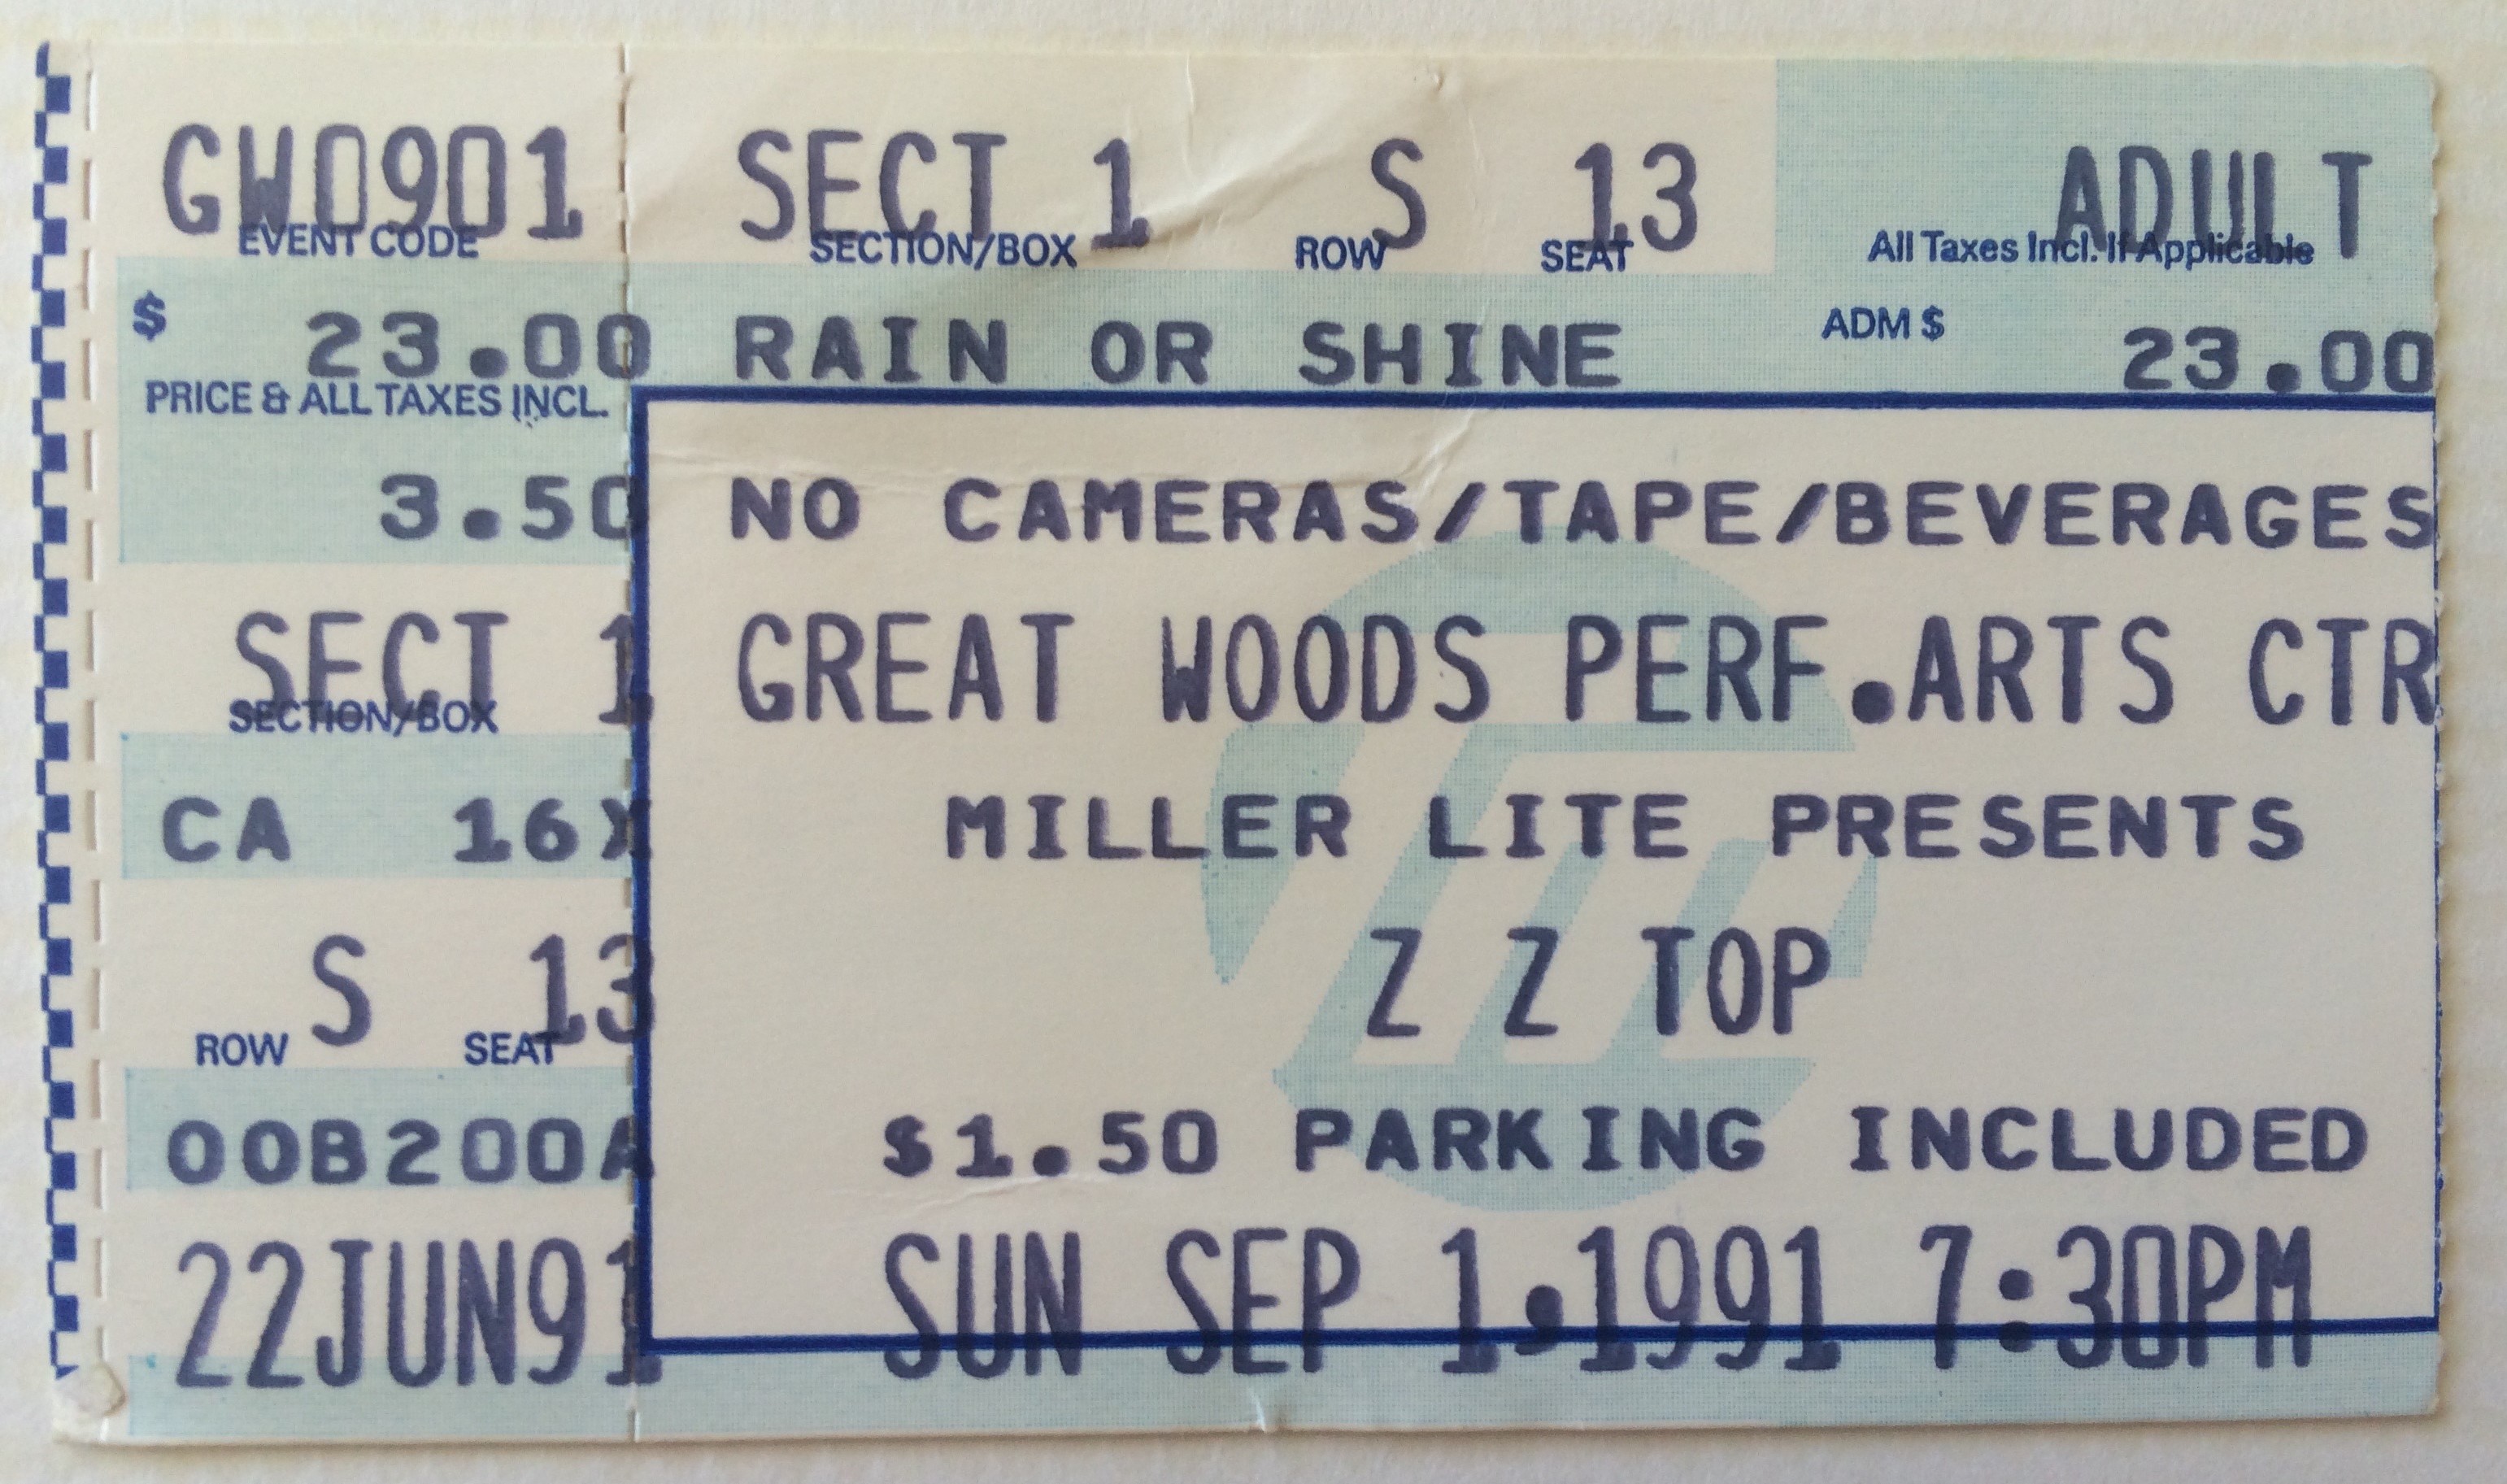 GW0901 SECT 1 S 13 ADULT
EVENT CODE SECTION/BOX ROW SEAT All Taxes Incl. If Applicable
$ 23.00 RAIN OR SHINE ADM $ 23.00
PRICE & ALL TAXES INCL.
3.50 NO CAMERAS/TAPE/BEVERAGES
SECT 1 GREAT WOODS PERF.ARTS CTR
SECTION/BOX
CA 16X MILLER LITE PRESENTS
S 13 Z Z TOP
ROW SEAT
00B200A $1.50 PARKING INCLUDED
22JUN91 SUN SEP 1.1991 7:30PM